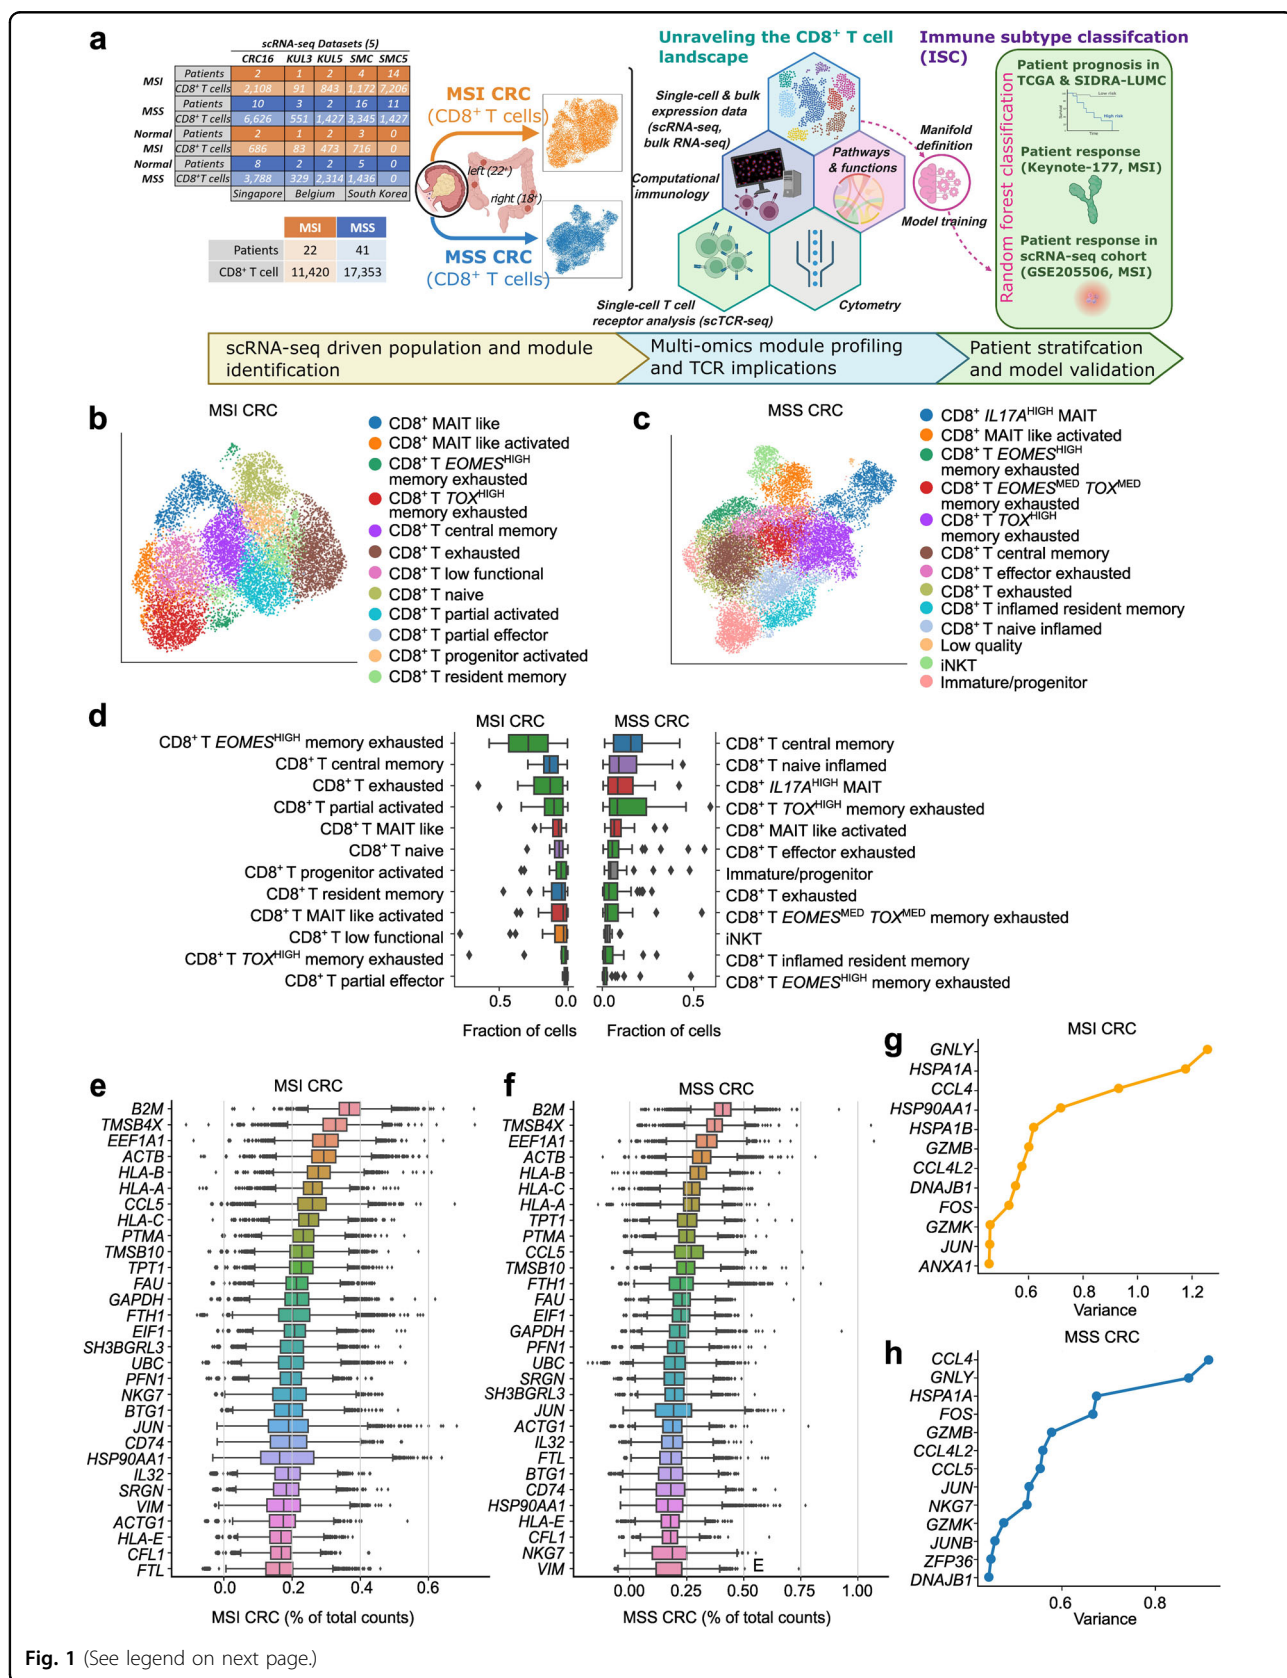 a
scRNA-seq Datasets (5)
CRC16 KUL3 KUL5 SMC SMC5
MSI Patients 2 1 2 4 14
CD8⁺ T cells 2,108 91 843 1,172 7,206
MSS Patients 10 3 2 16 11
CD8⁺ T cells 6,626 551 1,427 3,345 1,427
Normal Patients 2 1 2 3 0
MSI CD8⁺ T cells 686 83 473 716 0
Normal Patients 8 2 2 5 0
MSS CD8⁺T cells 3,788 329 2,314 1,436 0
Singapore Belgium South Korea
MSI MSS
Patients 22 41
CD8⁺ T cell 11,420 17,353
MSI CRC
(CD8⁺ T cells)
left (22⁺)
right (18⁺)
MSS CRC
(CD8⁺ T cells)
Unraveling the CD8⁺ T cell
landscape
Single-cell & bulk
expression data
(scRNA-seq,
bulk RNA-seq)
Computational
immunology
Pathways
& functions
Single-cell T cell
receptor analysis (scTCR-seq)
Cytometry
Manifold
definition
Model training
Immune subtype classifcation
(ISC)
Random forest classification
Patient prognosis in
TCGA & SIDRA-LUMC
Low risk
High risk
Survival
Time
Patient response
(Keynote-177, MSI)
Patient response in
scRNA-seq cohort
(GSE205506, MSI)
scRNA-seq driven population and module
identification
Multi-omics module profiling
and TCR implications
Patient stratifcation
and model validation
b
MSI CRC
CD8⁺ MAIT like
CD8⁺ MAIT like activated
CD8⁺ T EOMESᴴᴵᴳᴴ
memory exhausted
CD8⁺ T TOXᴴᴵᴳᴴ
memory exhausted
CD8⁺ T central memory
CD8⁺ T exhausted
CD8⁺ T low functional
CD8⁺ T naive
CD8⁺ T partial activated
CD8⁺ T partial effector
CD8⁺ T progenitor activated
CD8⁺ T resident memory
c
MSS CRC
CD8⁺ IL17Aᴴᴵᴳᴴ MAIT
CD8⁺ MAIT like activated
CD8⁺ T EOMESᴴᴵᴳᴴ
memory exhausted
CD8⁺ T EOMESᴹᴱᴰ TOXᴹᴱᴰ
memory exhausted
CD8⁺ T TOXᴴᴵᴳᴴ
memory exhausted
CD8⁺ T central memory
CD8⁺ T effector exhausted
CD8⁺ T exhausted
CD8⁺ T inflamed resident memory
CD8⁺ T naive inflamed
Low quality
iNKT
Immature/progenitor
d
MSI CRC
CD8⁺ T EOMESᴴᴵᴳᴴ memory exhausted
CD8⁺ T central memory
CD8⁺ T exhausted
CD8⁺ T partial activated
CD8⁺ T MAIT like
CD8⁺ T naive
CD8⁺ T progenitor activated
CD8⁺ T resident memory
CD8⁺ T MAIT like activated
CD8⁺ T low functional
CD8⁺ T TOXᴴᴵᴳᴴ memory exhausted
CD8⁺ T partial effector
0.5 0.0
Fraction of cells
MSS CRC
CD8⁺ T central memory
CD8⁺ T naive inflamed
CD8⁺ IL17Aᴴᴵᴳᴴ MAIT
CD8⁺ T TOXᴴᴵᴳᴴ memory exhausted
CD8⁺ MAIT like activated
CD8⁺ T effector exhausted
Immature/progenitor
CD8⁺ T exhausted
CD8⁺ T EOMESᴹᴱᴰ TOXᴹᴱᴰ memory exhausted
iNKT
CD8⁺ T inflamed resident memory
CD8⁺ T EOMESᴴᴵᴳᴴ memory exhausted
0.0 0.5
Fraction of cells
e
MSI CRC
B2M
TMSB4X
EEF1A1
ACTB
HLA-B
HLA-A
CCL5
HLA-C
PTMA
TMSB10
TPT1
FAU
GAPDH
FTH1
EIF1
SH3BGRL3
UBC
PFN1
NKG7
BTG1
JUN
CD74
HSP90AA1
IL32
SRGN
VIM
ACTG1
HLA-E
CFL1
FTL
0.0 0.2 0.4 0.6
MSI CRC (% of total counts)
f
MSS CRC
B2M
TMSB4X
EEF1A1
ACTB
HLA-B
HLA-C
HLA-A
TPT1
PTMA
CCL5
TMSB10
FTH1
FAU
EIF1
GAPDH
PFN1
UBC
SRGN
SH3BGRL3
JUN
ACTG1
IL32
FTL
BTG1
CD74
HSP90AA1
HLA-E
CFL1
NKG7
VIM
E
0.00 0.25 0.50 0.75 1.00
MSS CRC (% of total counts)
g
MSI CRC
GNLY
HSPA1A
CCL4
HSP90AA1
HSPA1B
GZMB
CCL4L2
DNAJB1
FOS
GZMK
JUN
ANXA1
0.6 0.8 1.0 1.2
Variance
h
MSS CRC
CCL4
GNLY
HSPA1A
FOS
GZMB
CCL4L2
CCL5
JUN
NKG7
GZMK
JUNB
ZFP36
DNAJB1
0.6 0.8
Variance
Fig. 1 (See legend on next page.)